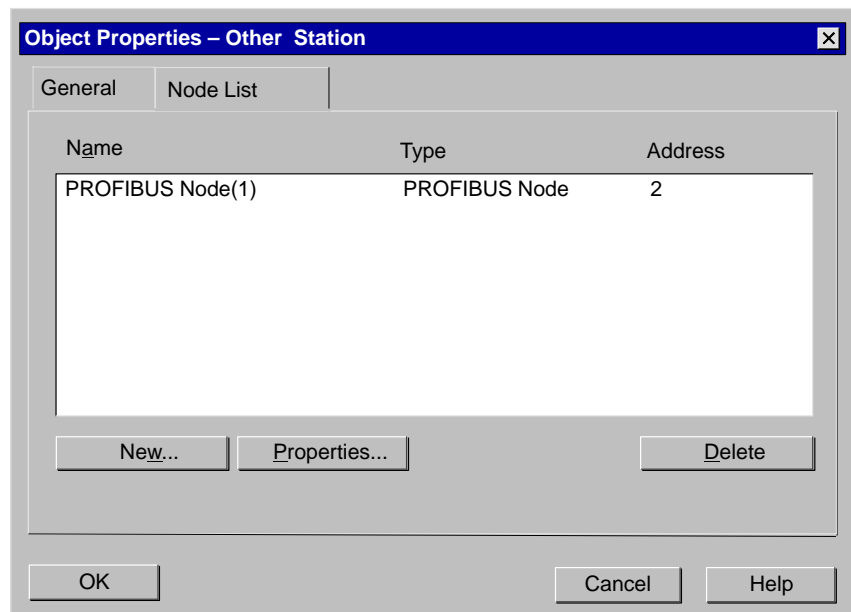 Object Properties – Other Station
General Node List
Name Type Address
PROFIBUS Node(1) PROFIBUS Node 2
New... Properties... Delete
OK Cancel Help